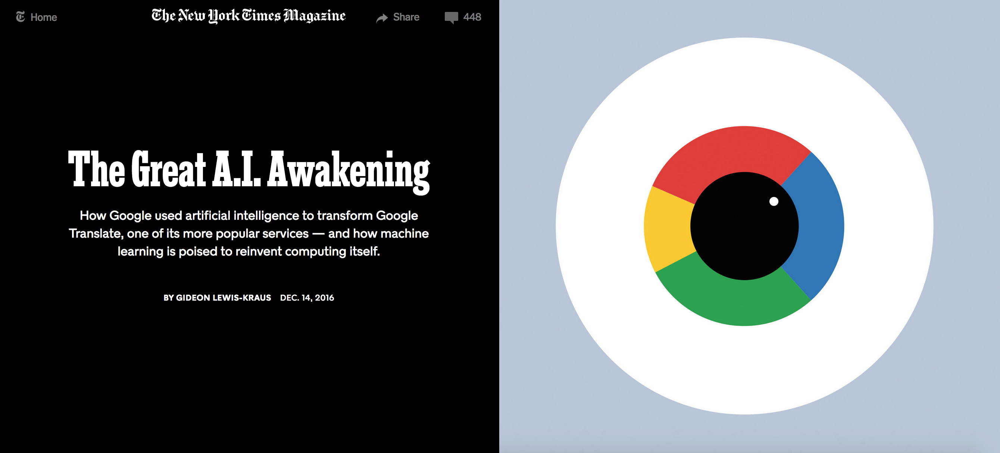 Home
The New York Times Magazine
Share
448
The Great A.I. Awakening
How Google used artificial intelligence to transform Google
Translate, one of its more popular services — and how machine
learning is poised to reinvent computing itself.
BY GIDEON LEWIS-KRAUS DEC. 14, 2016